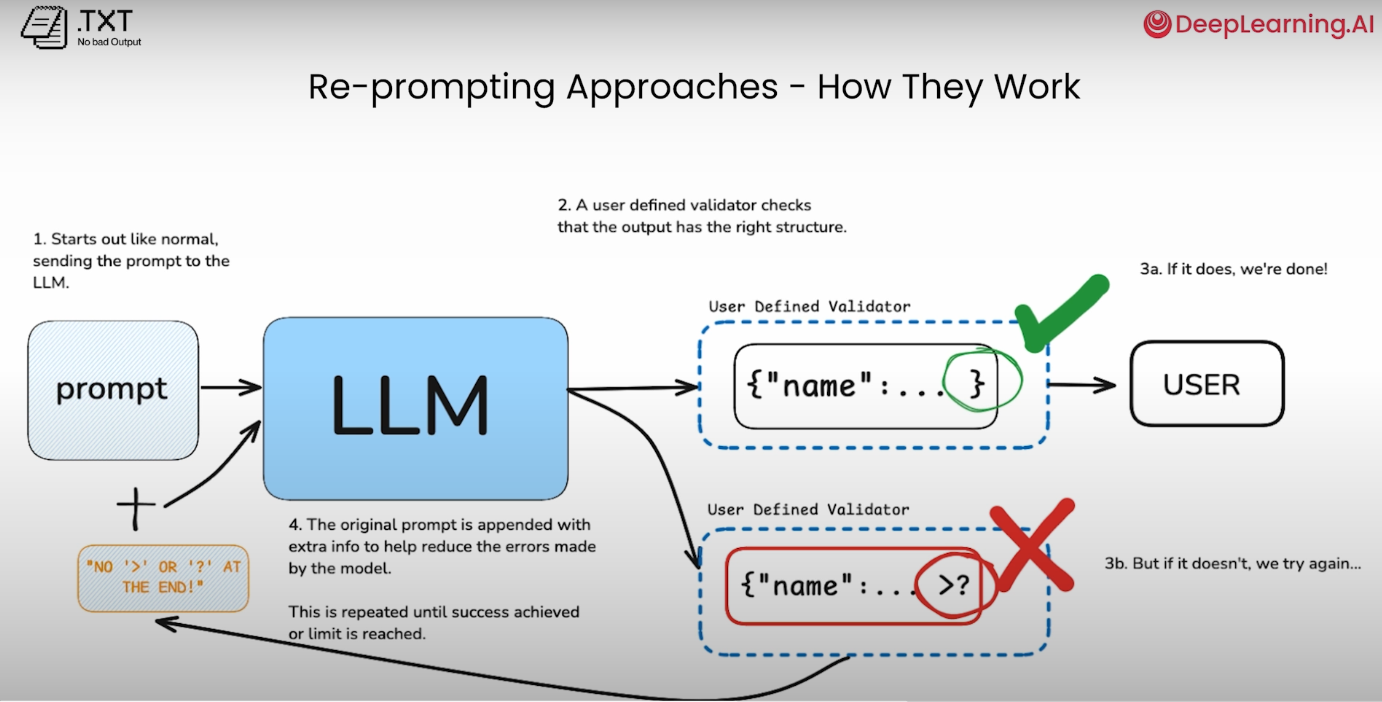 .TXT
No bad Output
DeepLearning.AI
Re-prompting Approaches - How They Work
1. Starts out like normal,
sending the prompt to the
LLM.
2. A user defined validator checks
that the output has the right structure.
3a. If it does, we're done!
prompt
LLM
User Defined Validator
{"name":... }
USER
"NO '>' OR '?' AT
THE END!"
4. The original prompt is appended with
extra info to help reduce the errors made
by the model.
This is repeated until success achieved
or limit is reached.
User Defined Validator
{"name":... >?
3b. But if it doesn't, we try again...